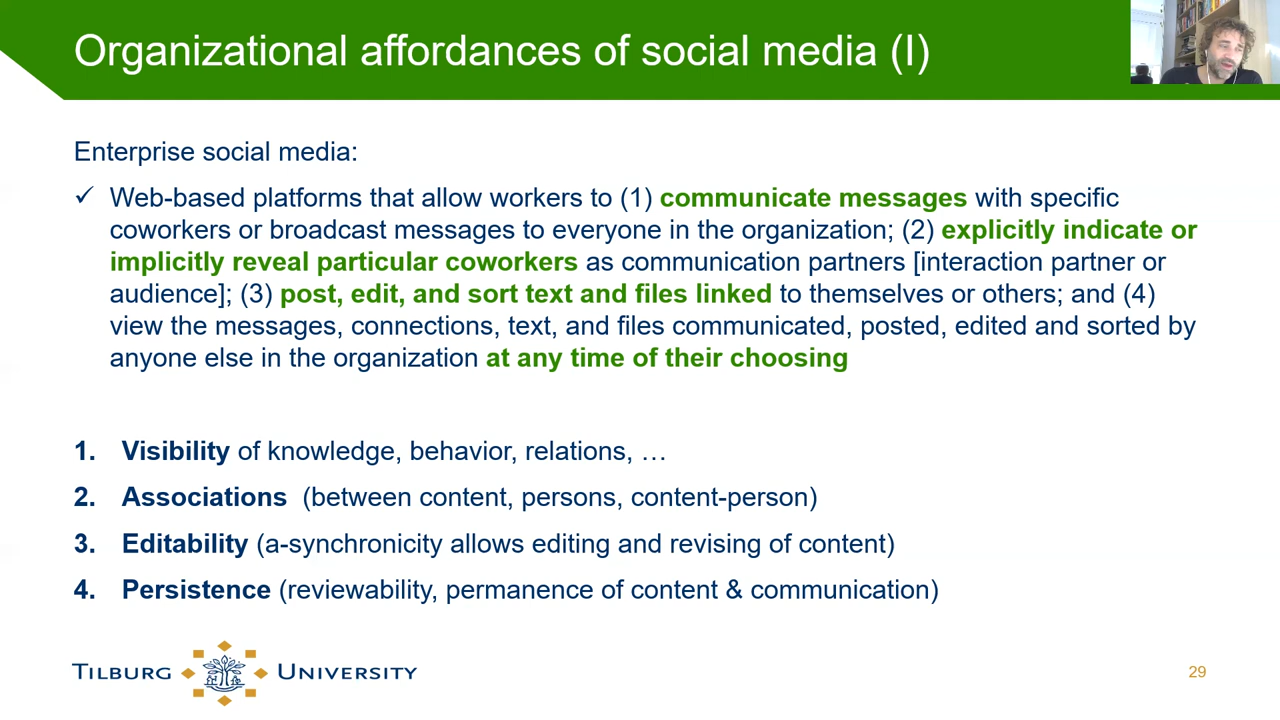 Organizational affordances of social media (I)
Enterprise social media:
✓ Web-based platforms that allow workers to (1) communicate messages with specific
coworkers or broadcast messages to everyone in the organization; (2) explicitly indicate or
implicitly reveal particular coworkers as communication partners [interaction partner or
audience]; (3) post, edit, and sort text and files linked to themselves or others; and (4)
view the messages, connections, text, and files communicated, posted, edited and sorted by
anyone else in the organization at any time of their choosing
1. Visibility of knowledge, behavior, relations, …
2. Associations (between content, persons, content-person)
3. Editability (a-synchronicity allows editing and revising of content)
4. Persistence (reviewability, permanence of content & communication)
TILBURG UNIVERSITY
29